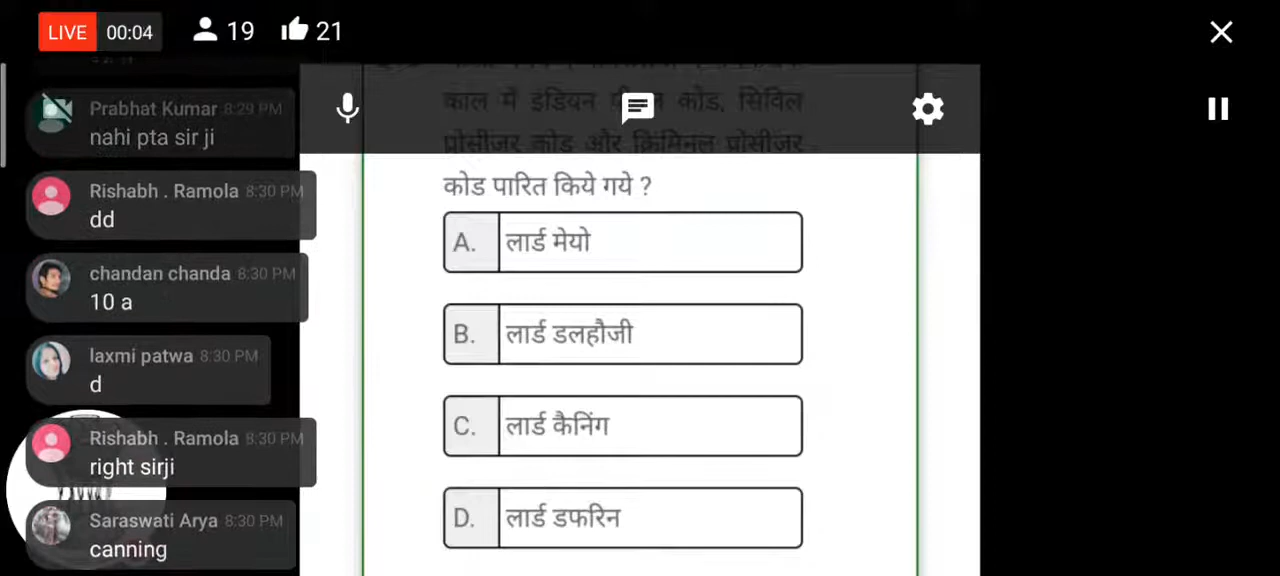 LIVE 00:04 19 21
Prabhat Kumar 8:29 PM
nahi pta sir ji
Rishabh . Ramola 8:30 PM
dd
chandan chanda 8:30 PM
10 a
laxmi patwa 8:30 PM
d
Rishabh . Ramola 8:30 PM
right sirji
Saraswati Arya 8:30 PM
canning
काल में इंडियन कोड, सिविल
प्रोसीजर कोड और क्रिमिनल प्रोसीजर
कोड पारित किये गये ?
A. लार्ड मेयो
B. लार्ड डलहौजी
C. लार्ड कैनिंग
D. लार्ड डफरिन